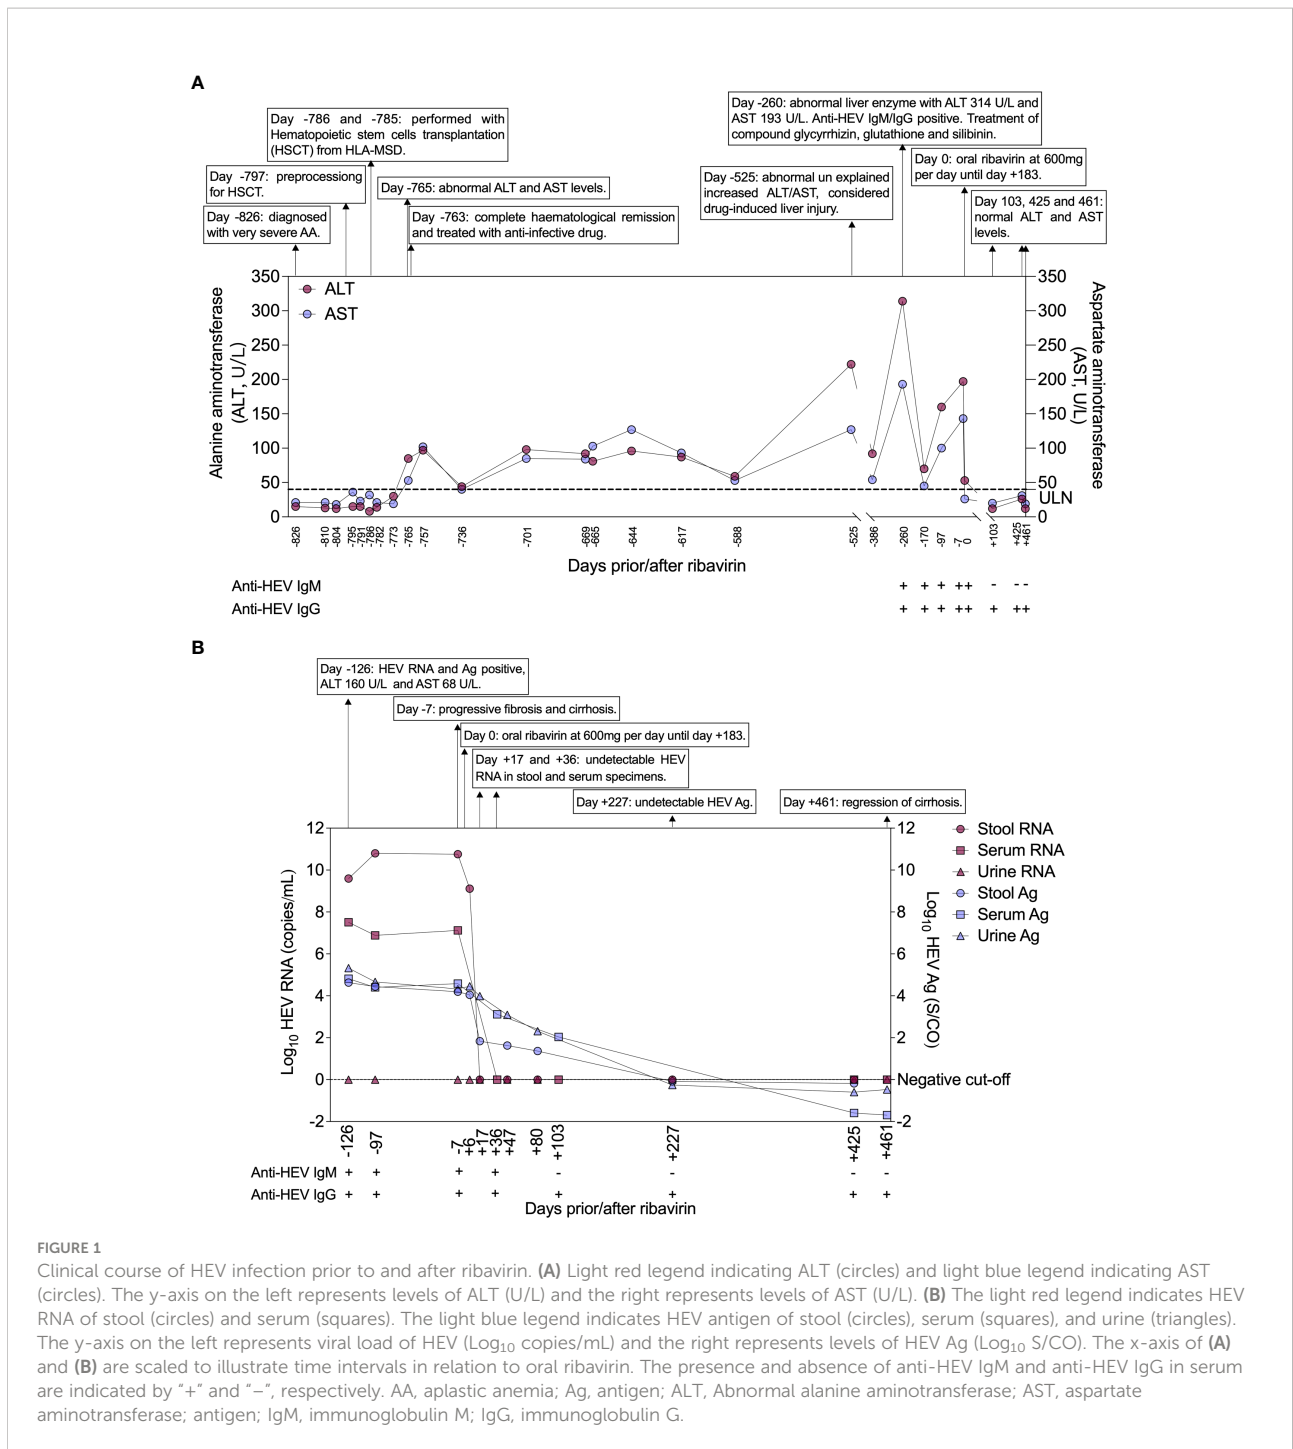 A
Day -786 and -785: performed with
Hematopoietic stem cells transplantation
(HSCT) from HLA-MSD.
Day -797: preprocessiong
for HSCT.
Day -826: diagnosed
with very severe AA.
Day -765: abnormal ALT and AST levels.
Day -763: complete haematological remission
and treated with anti-infective drug.
Day -525: abnormal un explained
increased ALT/AST, considered
drug-induced liver injury.
Day -260: abnormal liver enzyme with ALT 314 U/L and
AST 193 U/L. Anti-HEV IgM/IgG positive. Treatment of
compound glycyrrhizin, glutathione and silibinin.
Day 0: oral ribavirin at 600mg
per day until day +183.
Day 103, 425 and 461:
normal ALT and AST
levels.
Alanine aminotransferase
(ALT, U/L)
350
300
250
200
150
100
50
0
ALT
AST
350
300
250
200
150
100
50
ULN
0
Aspartate aminotransferase
(AST, U/L)
-826 -810 -804 -795 -791 -786 -782 -773 -765 -757 -736 -701 -669 -665 -644 -617 -588 -525 -386 -260 -170 -97 -7 0 +103 +425 +461
Days prior/after ribavirin
Anti-HEV IgM + + + ++ - --
Anti-HEV IgG + + + ++ + ++
B
Day -126: HEV RNA and Ag positive,
ALT 160 U/L and AST 68 U/L.
Day -7: progressive fibrosis and cirrhosis.
Day 0: oral ribavirin at 600mg per day until day +183.
Day +17 and +36: undetectable HEV
RNA in stool and serum specimens.
Day +227: undetectable HEV Ag.
Day +461: regression of cirrhosis.
Log10 HEV RNA (copies/mL)
12
10
8
6
4
2
0
-2
12
10
8
6
4
2
Negative cut-off
-2
Log10 HEV Ag (S/CO)
Stool RNA
Serum RNA
Urine RNA
Stool Ag
Serum Ag
Urine Ag
-126 -97 -7 +6 +17 +36 +47 +80 +103 +227 +425 +461
Anti-HEV IgM + + + + - - - -
Anti-HEV IgG + + + + + + + +
Days prior/after ribavirin
FIGURE 1
Clinical course of HEV infection prior to and after ribavirin. (A) Light red legend indicating ALT (circles) and light blue legend indicating AST
(circles). The y-axis on the left represents levels of ALT (U/L) and the right represents levels of AST (U/L). (B) The light red legend indicates HEV
RNA of stool (circles) and serum (squares). The light blue legend indicates HEV antigen of stool (circles), serum (squares), and urine (triangles).
The y-axis on the left represents viral load of HEV (Log10 copies/mL) and the right represents levels of HEV Ag (Log10 S/CO). The x-axis of (A)
and (B) are scaled to illustrate time intervals in relation to oral ribavirin. The presence and absence of anti-HEV IgM and anti-HEV IgG in serum
are indicated by “+” and “−”, respectively. AA, aplastic anemia; Ag, antigen; ALT, Abnormal alanine aminotransferase; AST, aspartate
aminotransferase; antigen; IgM, immunoglobulin M; IgG, immunoglobulin G.